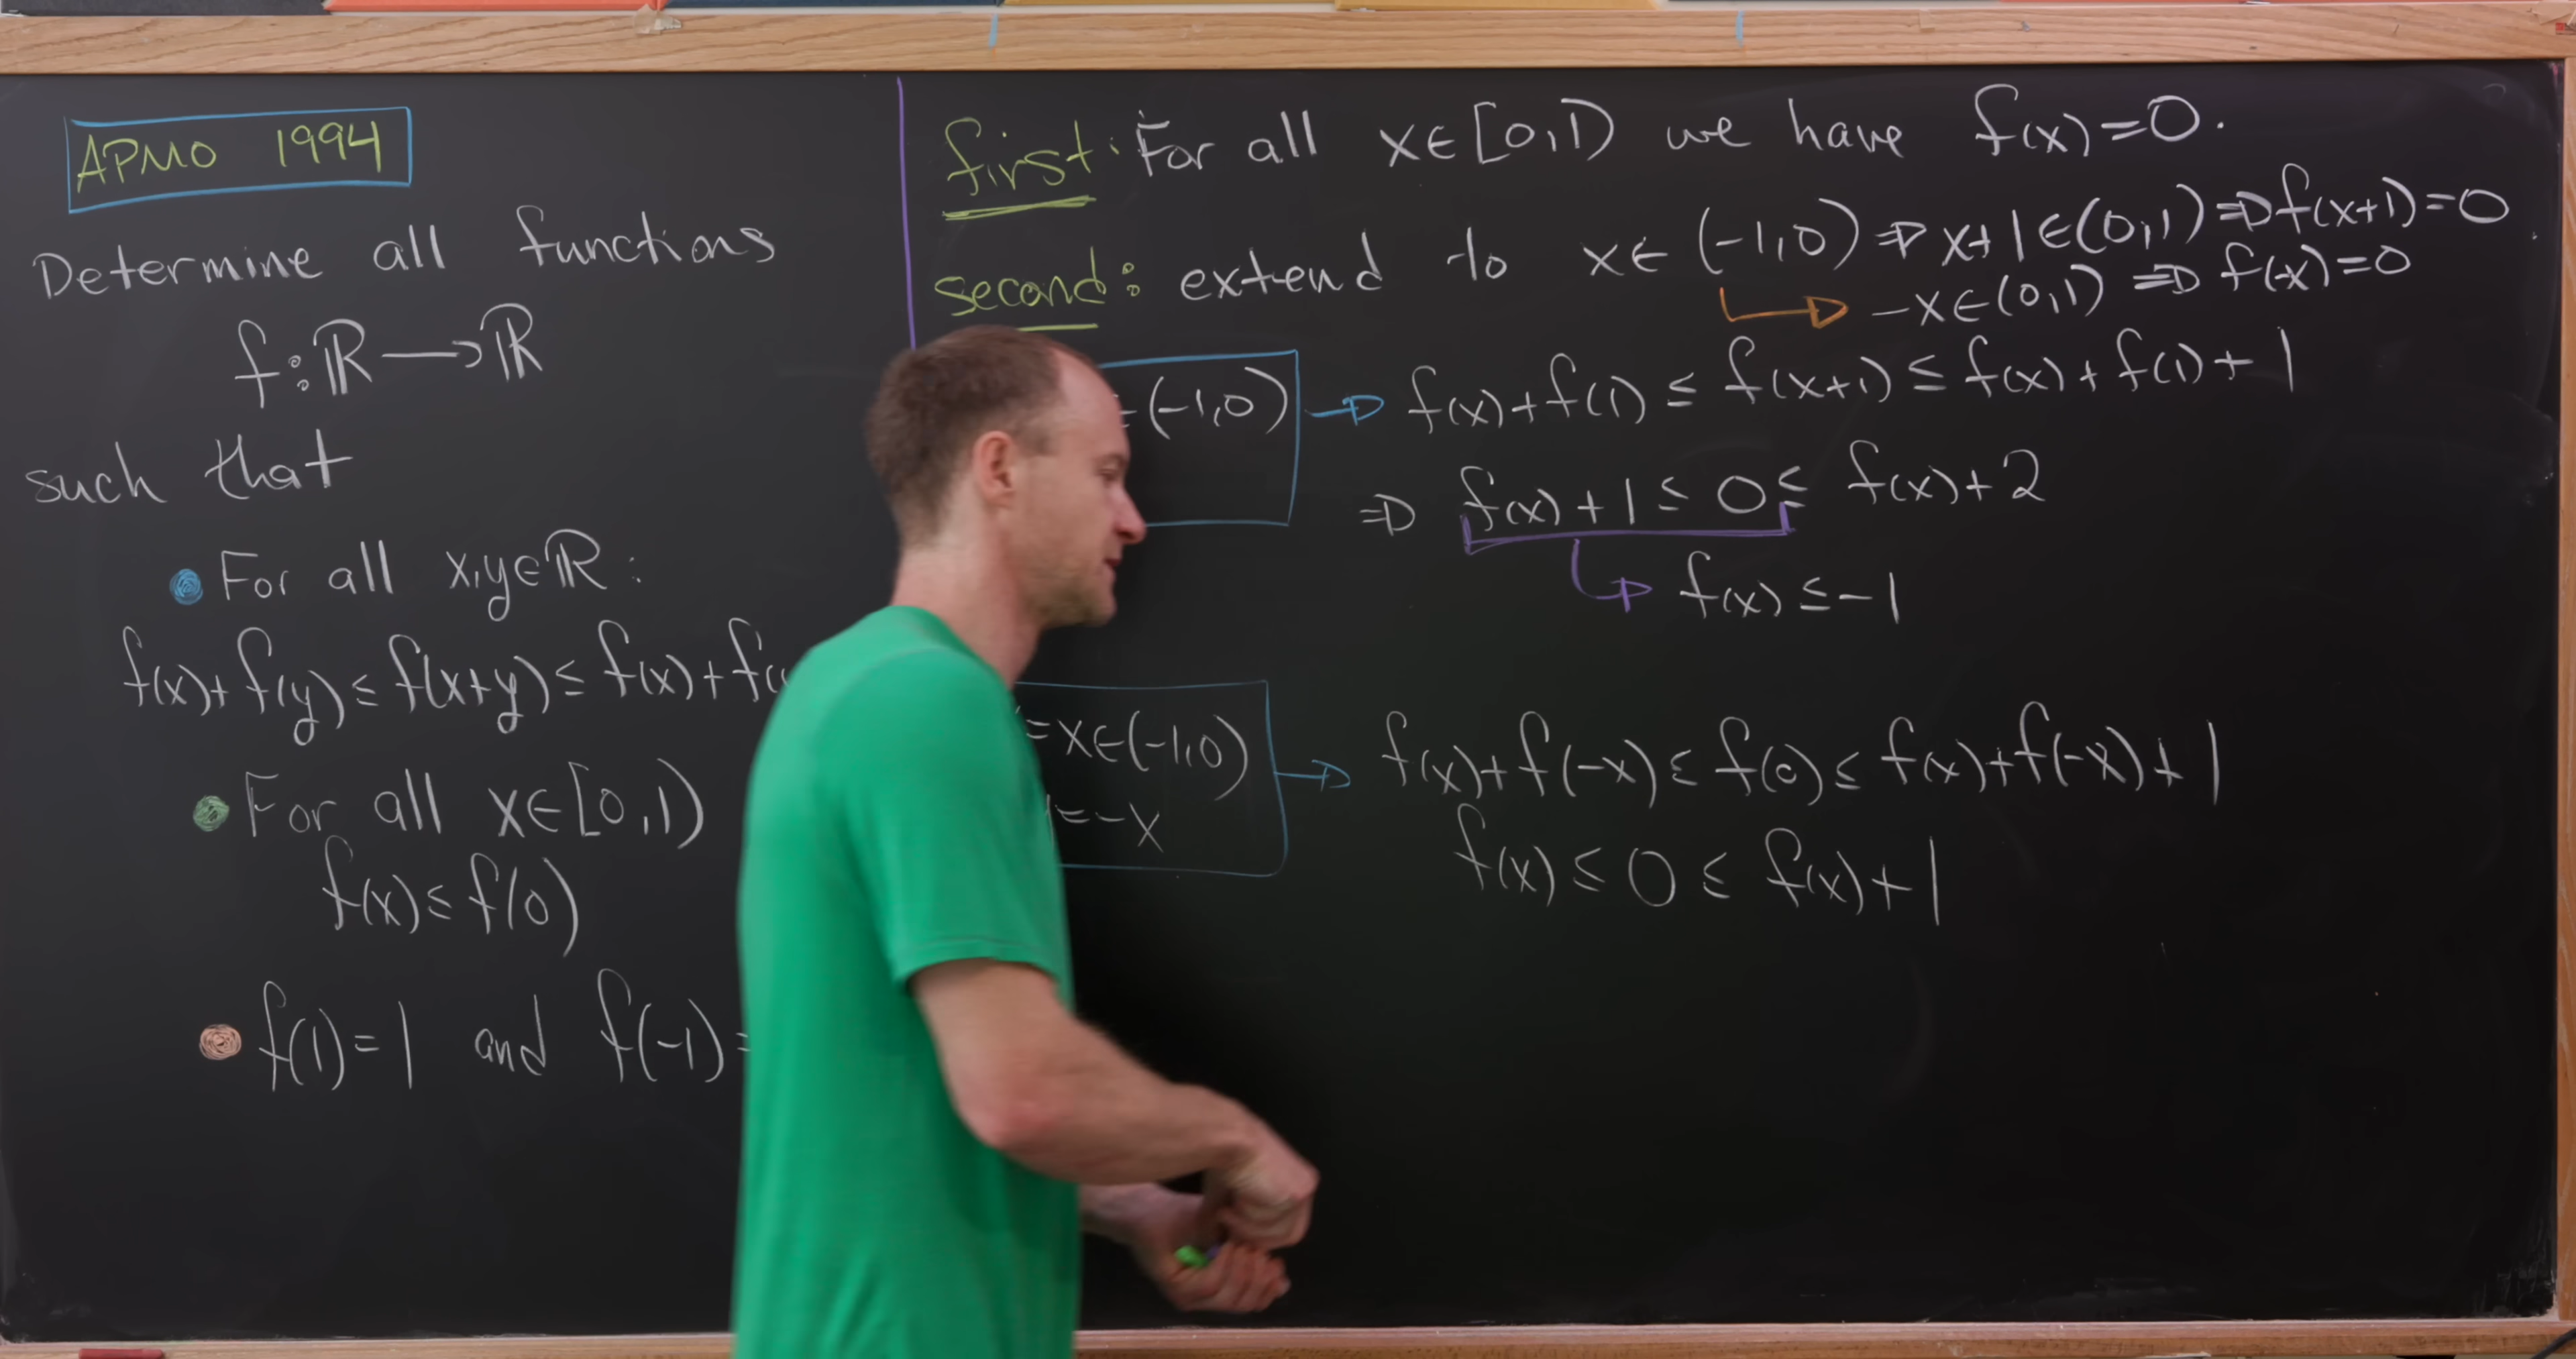 APMO 1994
Determine all functions
f:ℝ→ℝ
such that
• For all x,y∈ℝ:
f(x)+f(y)≤f(x+y)≤f(x)+f(
• For all x∈[0,1)
f(x)≤f(0)
• f(1)=1 and f(-1)=
first: For all x∈[0,1) we have f(x)=0.
second: extend to x∈(-1,0)⇒x+1∈(0,1)⇒f(x+1)=0
→-x∈(0,1)⇒f(-x)=0
(-1,0) → f(x)+f(1)≤f(x+1)≤f(x)+f(1)+1
⇒ f(x)+1≤0≤f(x)+2
→ f(x)≤-1
=x∈(-1,0) → f(x)+f(-x)≤f(0)≤f(x)+f(-x)+1
=-x
f(x)≤0≤f(x)+1